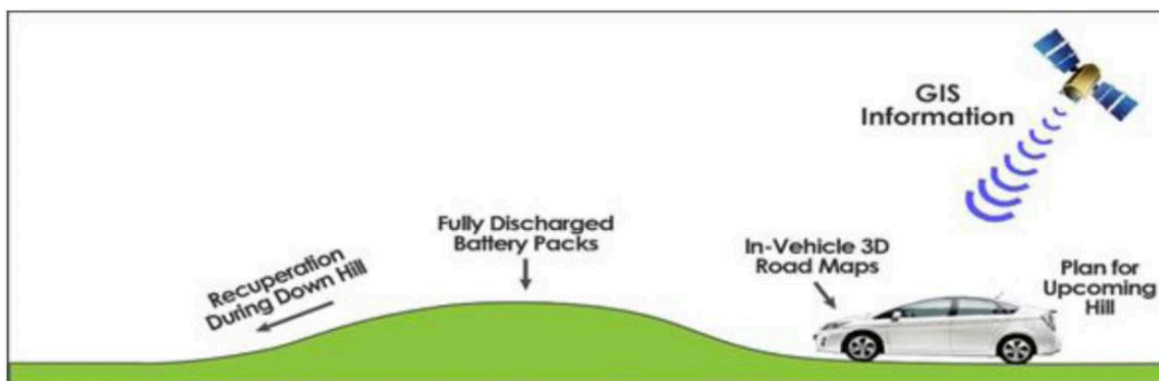 GIS
Information
Fully Discharged
Battery Packs
In-Vehicle 3D
Road Maps
Plan for
Upcoming
Hill
Recuperation
During Down Hill